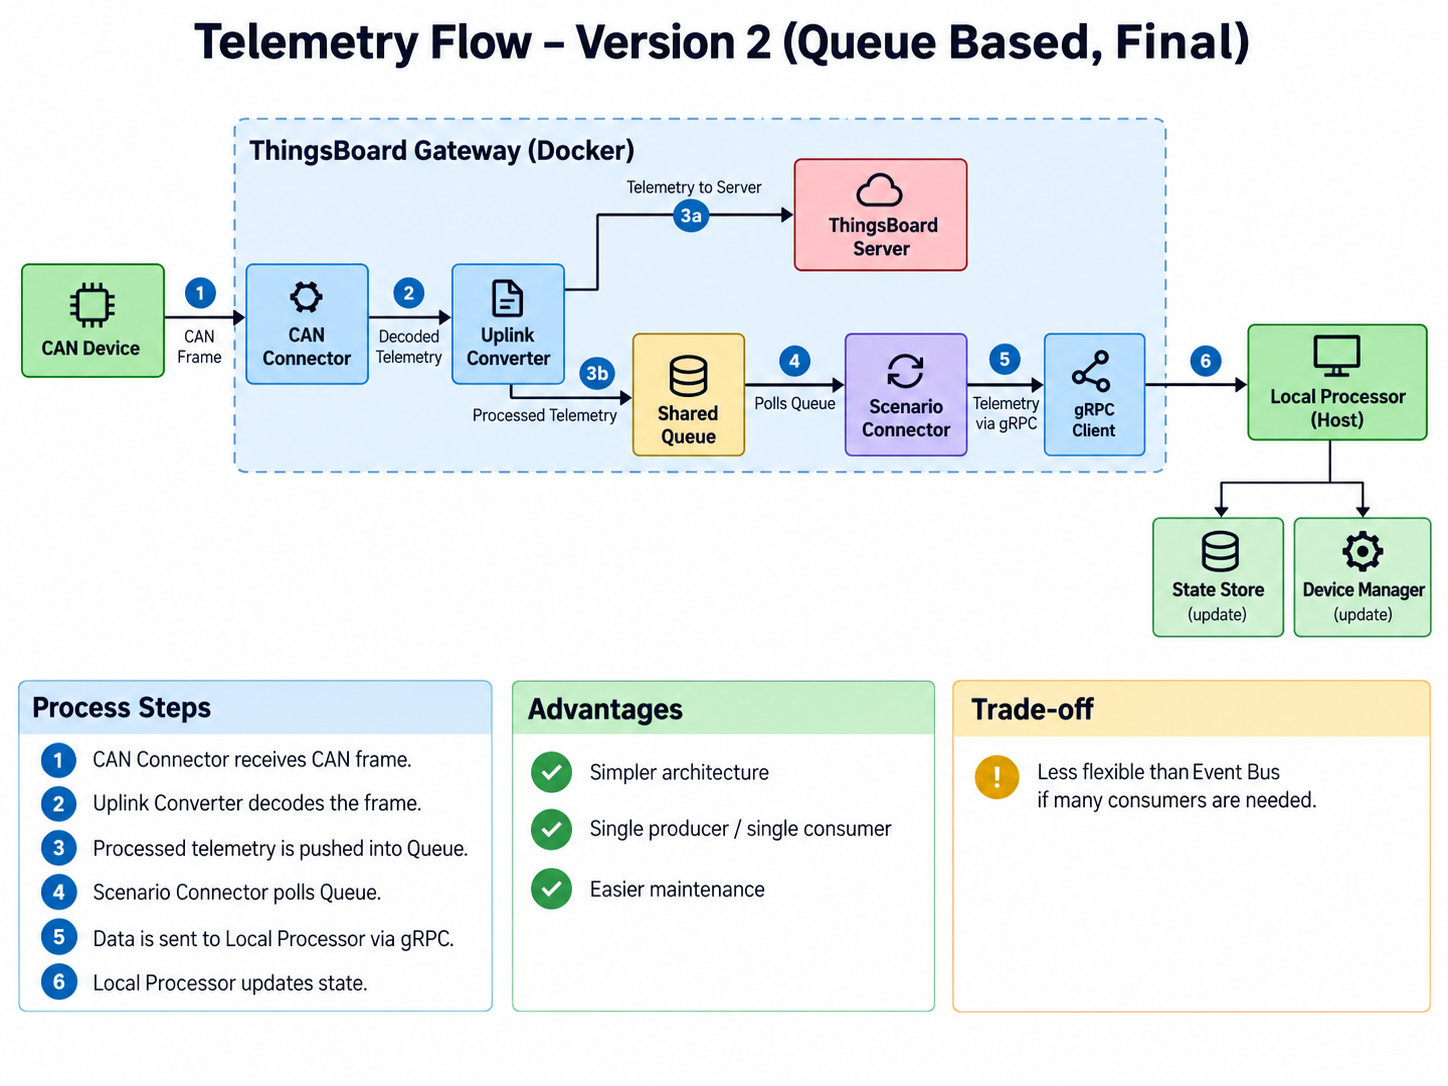 Telemetry Flow – Version 2 (Queue Based, Final)
ThingsBoard Gateway (Docker)
Telemetry to Server
3a
ThingsBoard
Server
CAN Device
1
CAN
Frame
CAN
Connector
2
Decoded
Telemetry
Uplink
Converter
3b
Processed Telemetry
Shared
Queue
4
Polls Queue
Scenario
Connector
5
Telemetry
via gRPC
gRPC
Client
6
Local Processor
(Host)
State Store
(update)
Device Manager
(update)
Process Steps
1 CAN Connector receives CAN frame.
2 Uplink Converter decodes the frame.
3 Processed telemetry is pushed into Queue.
4 Scenario Connector polls Queue.
5 Data is sent to Local Processor via gRPC.
6 Local Processor updates state.
Advantages
Simpler architecture
Single producer / single consumer
Easier maintenance
Trade-off
! Less flexible than Event Bus
if many consumers are needed.